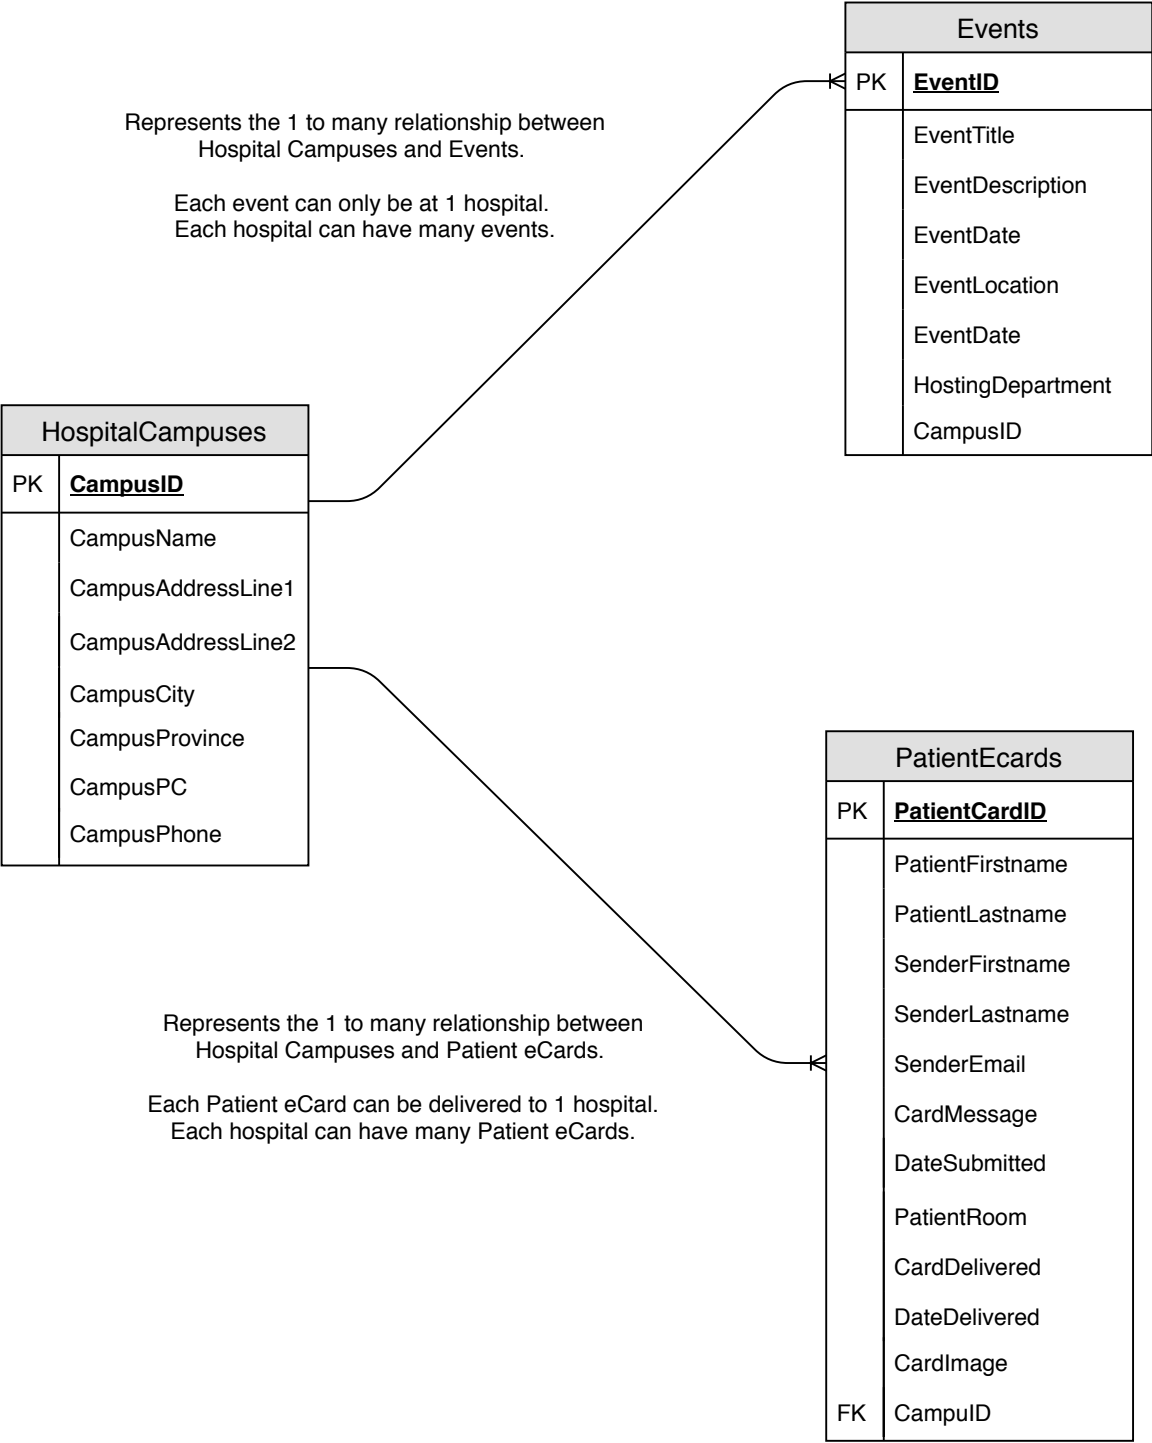 Events
PK EventID
EventTitle
EventDescription
EventDate
EventLocation
EventDate
HostingDepartment
CampusID
Represents the 1 to many relationship between
Hospital Campuses and Events.
Each event can only be at 1 hospital.
Each hospital can have many events.
HospitalCampuses
PK CampusID
CampusName
CampusAddressLine1
CampusAddressLine2
CampusCity
CampusProvince
CampusPC
CampusPhone
PatientEcards
PK PatientCardID
PatientFirstname
PatientLastname
SenderFirstname
SenderLastname
SenderEmail
CardMessage
DateSubmitted
PatientRoom
CardDelivered
DateDelivered
CardImage
FK CampuID
Represents the 1 to many relationship between
Hospital Campuses and Patient eCards.
Each Patient eCard can be delivered to 1 hospital.
Each hospital can have many Patient eCards.